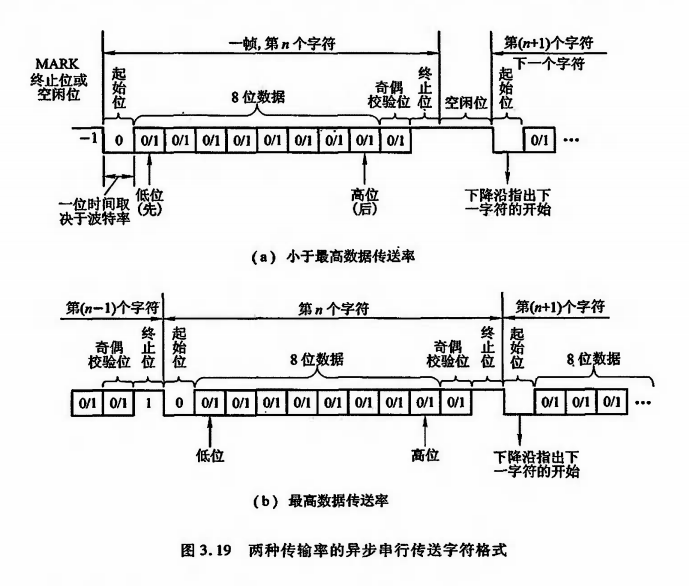 一帧, 第n个字符
第(n+1)个字符
下一个字符
MARK
终止位或
空闲位
起始位
8位数据
奇偶
校验位
终止位
空闲位
起始位
-1
0
0/1 0/1 0/1 0/1 0/1 0/1 0/1 0/1 0/1
0/1 …
一位时间取
决于波特率
低位
(先)
高位
(后)
下降沿指出下
一字符的开始
(a) 小于最高数据传送率
第(n-1)个字符
第n个字符
第(n+1)个字符
奇偶
校验位
终止位
起始位
8位数据
奇偶
校验位
终止位
起始位
8位数据
0/1 0/1 1 0 0/1 0/1 0/1 0/1 0/1 0/1 0/1 0/1 0/1
0/1 0/1 0/1 …
低位
高位
下降沿指出下
一字符的开始
(b) 最高数据传送率
图3.19 两种传输率的异步串行传送字符格式